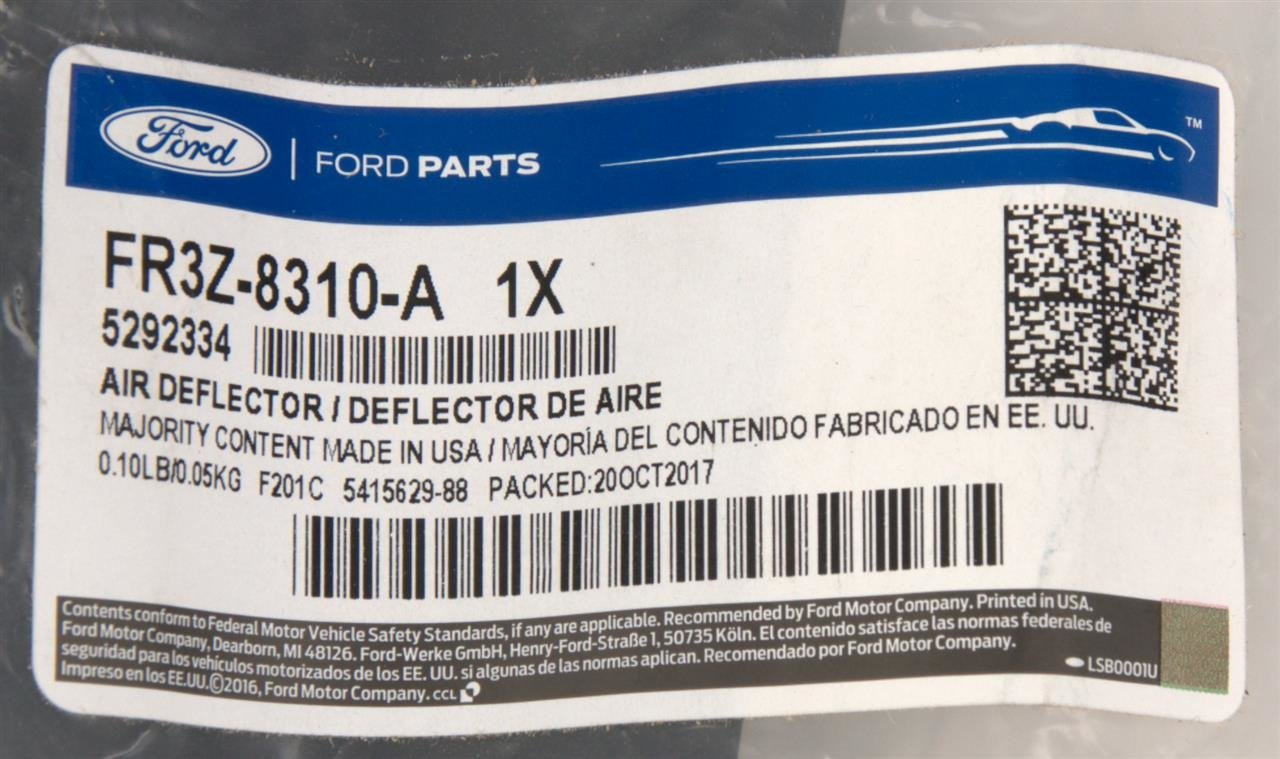 Ford | FORD PARTS ™
FR3Z-8310-A 1X
5292334
AIR DEFLECTOR / DEFLECTOR DE AIRE
MAJORITY CONTENT MADE IN USA / MAYORÍA DEL CONTENIDO FABRICADO EN EE. UU.
0.10LB/0.05KG F201C 5415629-88 PACKED:20OCT2017
Contents conform to Federal Motor Vehicle Safety Standards, if any are applicable. Recommended by Ford Motor Company. Printed in USA.
Ford Motor Company, Dearborn, MI 48126. Ford-Werke GmbH, Henry-Ford-Straße 1, 50735 Köln. El contenido satisface las normas federales de
seguridad para los vehículos motorizados de los EE. UU. si algunas de las normas aplican. Recomendado por Ford Motor Company.
Impreso en los EE.UU.©2016, Ford Motor Company. CCL
LSB0001U